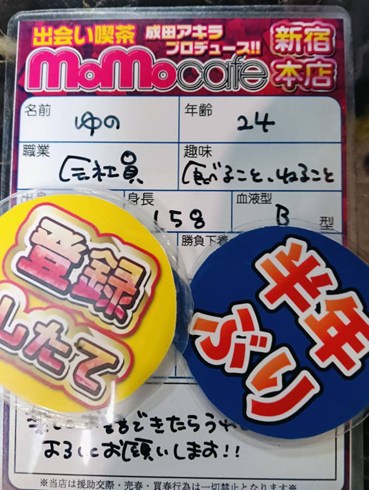 出会い喫茶 成田アキラ
プロデュース!!
MoMocafe 新宿
本店
名前 ゆの 年齢 24
職業 会社員 趣味 食べること、ねること
身長 158 血液型 B 型
勝負下着
登録
したて
半年
ぶり
できたらうれ
よろしくお願いします!!
※当店は援助交際・売春・買春行為は一切禁止となります※